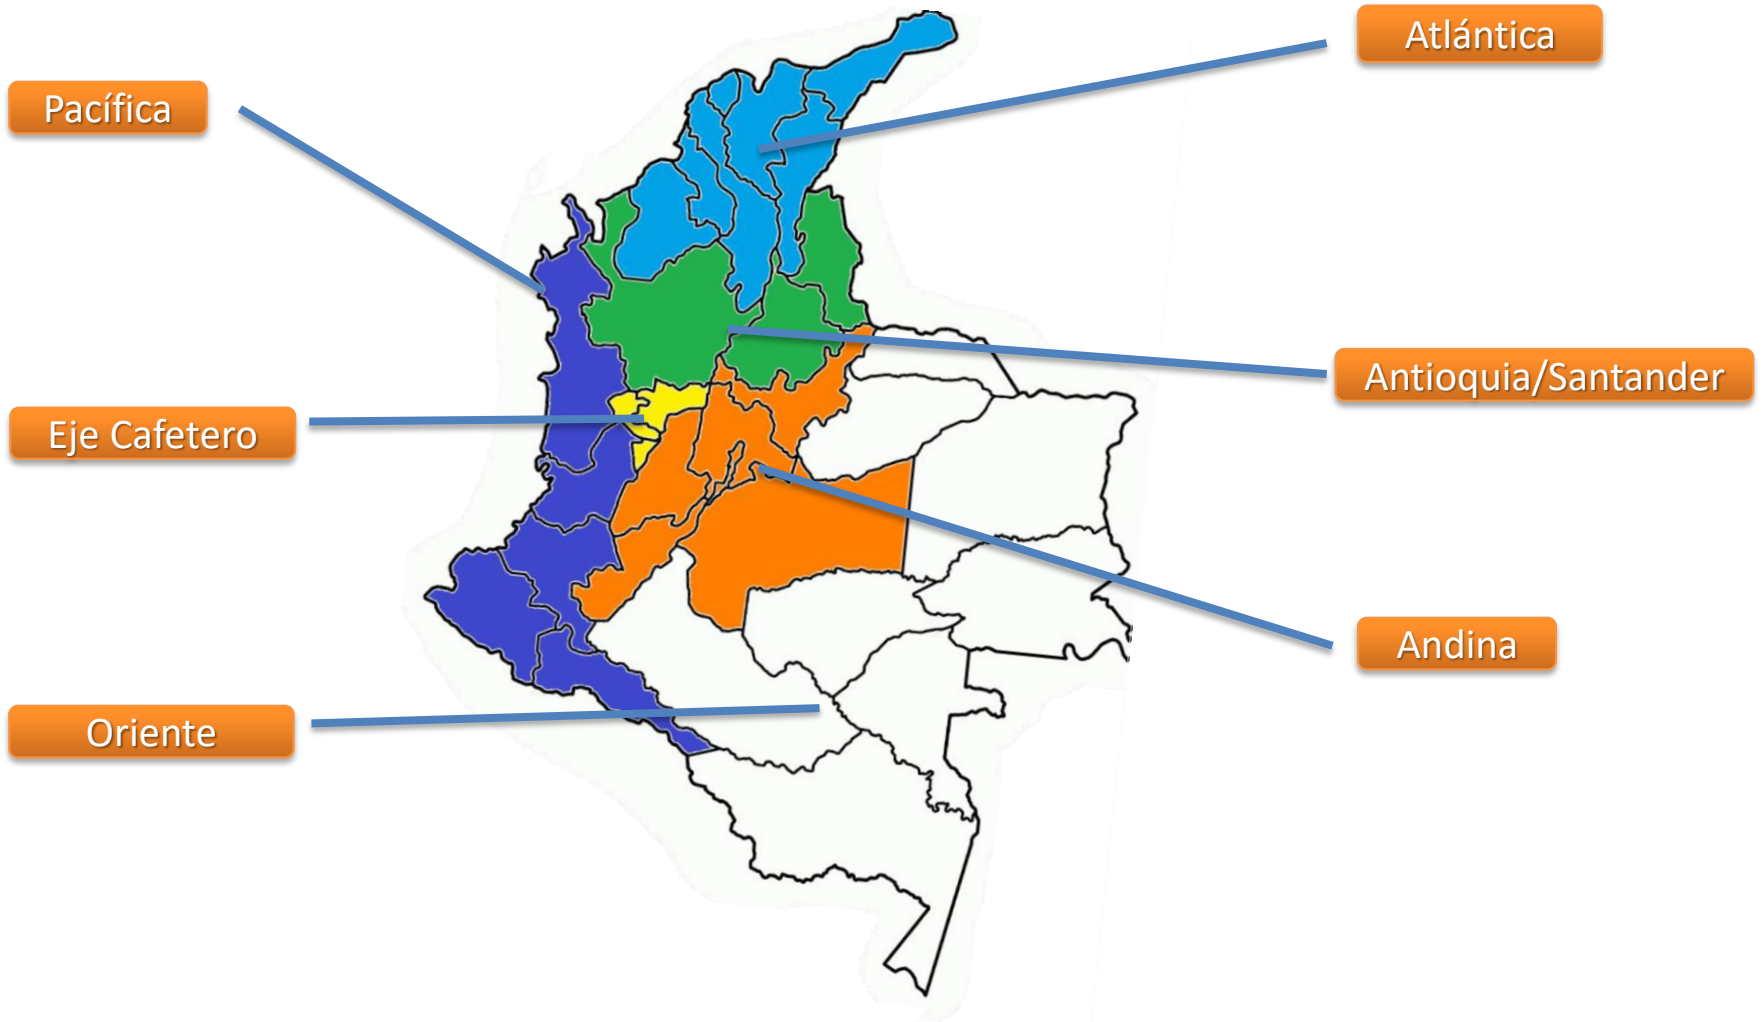 Atlántica
Pacífica
Antioquia/Santander
Eje Cafetero
Andina
Oriente